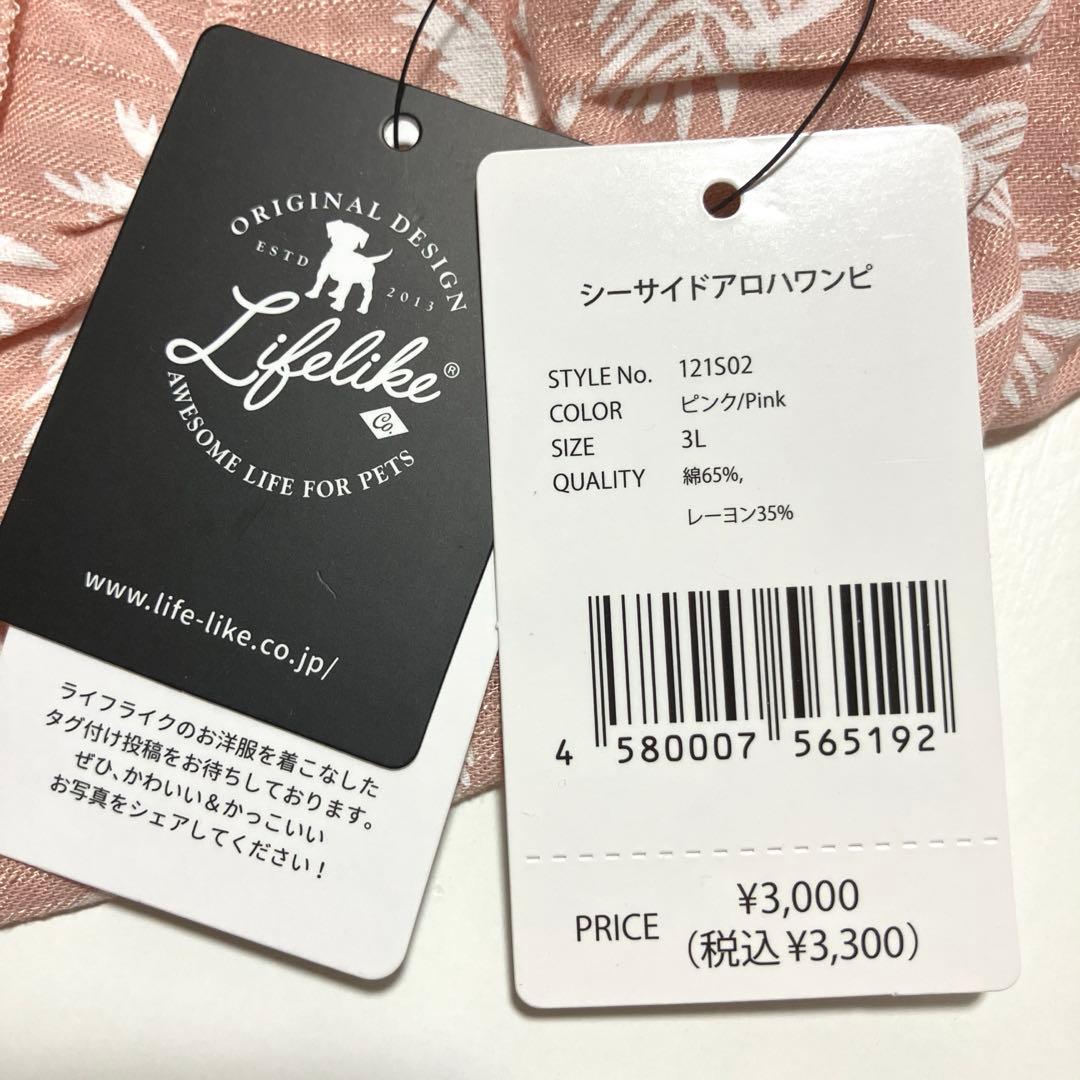 ORIGINAL DESIGN
ESTD 2013
Lifelike®
Co.
AWESOME LIFE FOR PETS
www.life-like.co.jp/
ライフライクのお洋服を着こなした
タグ付け投稿をお待ちしております。
ぜひ、かわいい&かっこいい
お写真をシェアしてください!
シーサイドアロハワンピ
STYLE No. 121S02
COLOR ピンク/Pink
SIZE 3L
QUALITY 綿65%,
レーヨン35%
4 580007 565192
PRICE ¥3,000
(税込 ¥3,300)